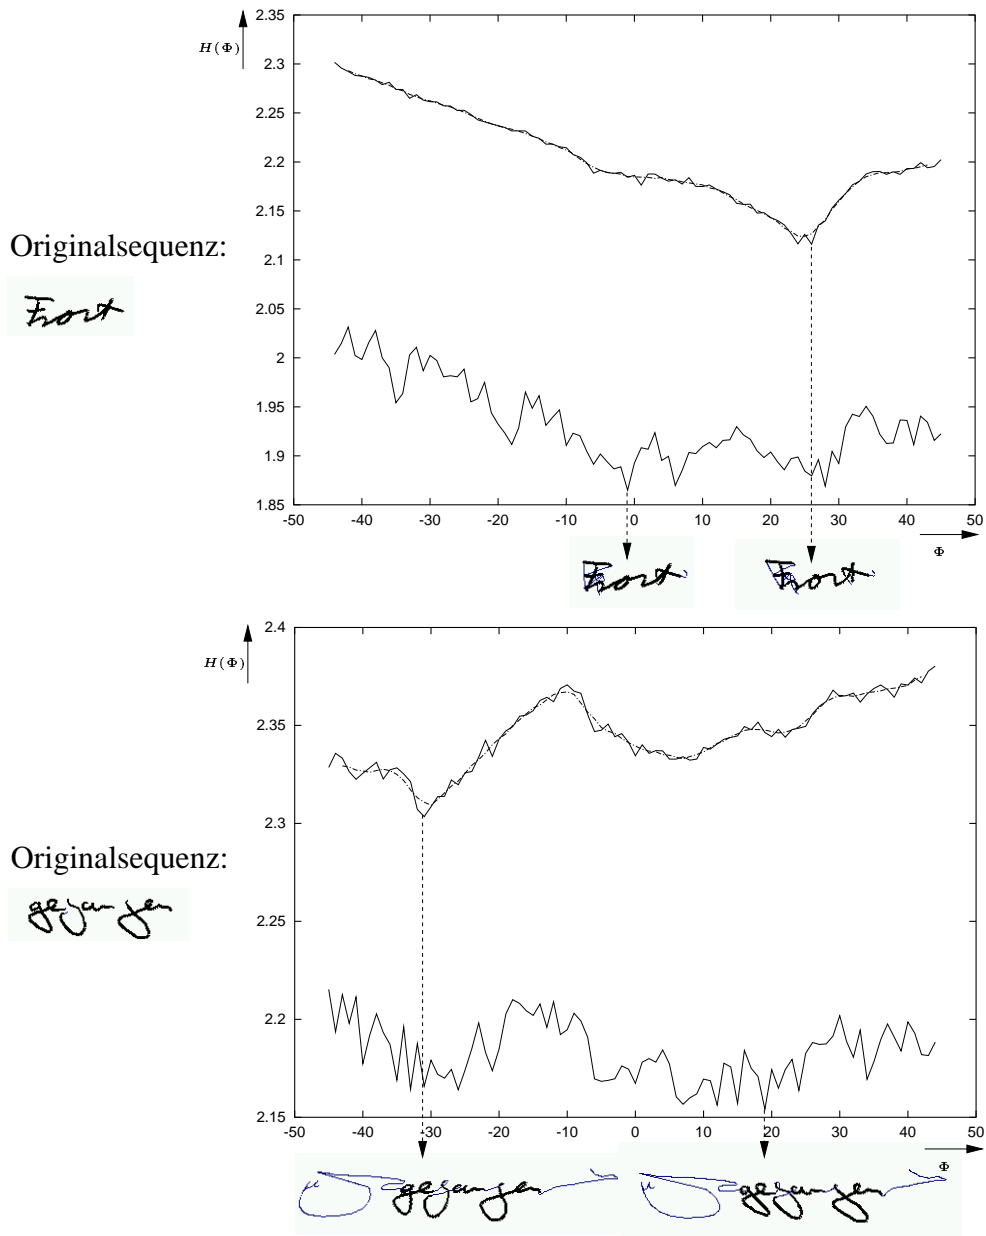 2.35
H(Φ)
2.3
2.25
2.2
2.15
Originalsequenz:
2.1
2.05
Fort
2
1.95
1.9
1.85
-50 -40 -30 -20 -10 0 10 20 30 40 50
Φ
Fort Fort
2.4
H(Φ)
2.35
2.3
Originalsequenz:
gegangen
2.25
2.2
2.15
-50 -40 -30 -20 -10 0 10 20 30 40 50
Φ
gegangen gegangen